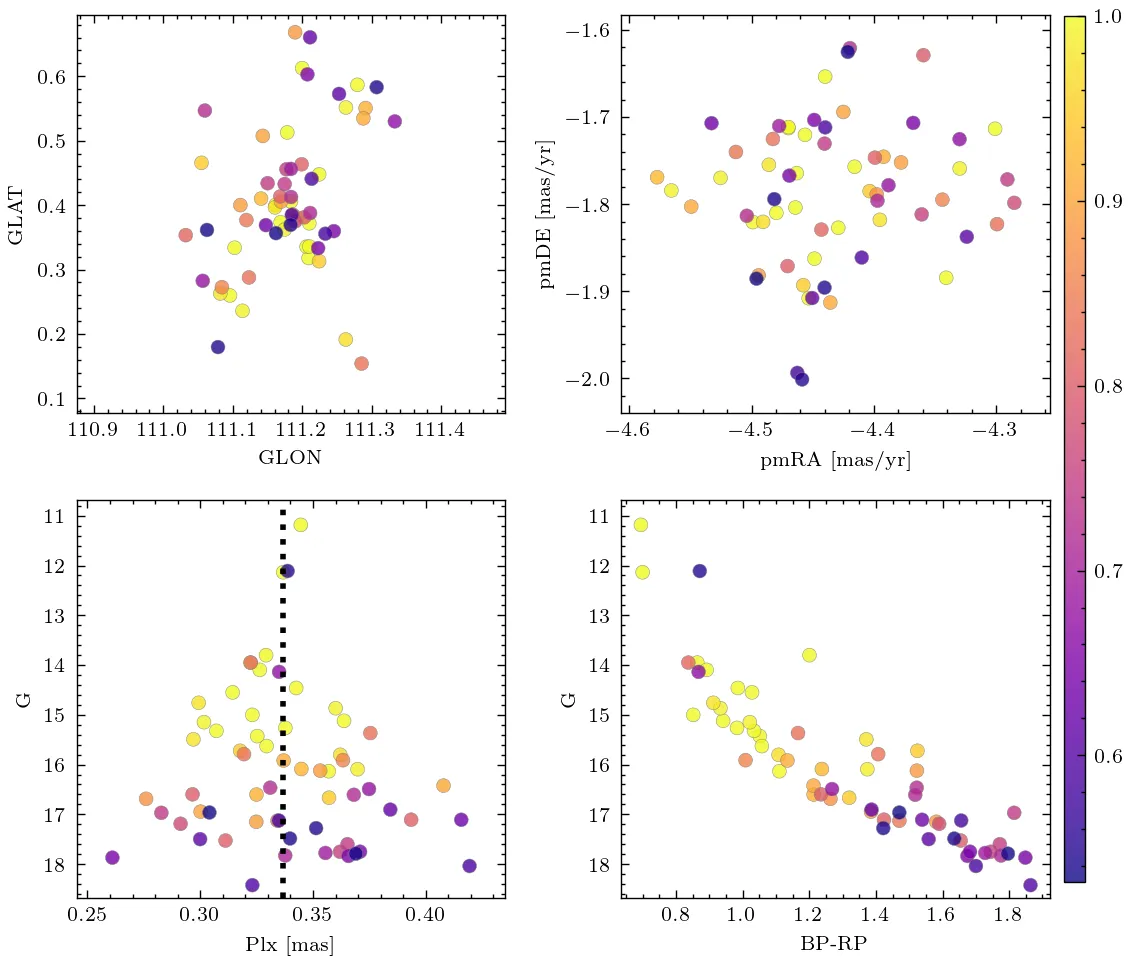 0.6
0.5
0.4
0.3
0.2
0.1
GLAT
110.9 111.0 111.1 111.2 111.3 111.4
GLON
−1.6
−1.7
−1.8
−1.9
−2.0
pmDE [mas/yr]
−4.6 −4.5 −4.4 −4.3
pmRA [mas/yr]
11
12
13
14
15
16
17
18
G
0.25 0.30 0.35 0.40
Plx [mas]
11
12
13
14
15
16
17
18
G
0.8 1.0 1.2 1.4 1.6 1.8
BP-RP
1.0
0.9
0.8
0.7
0.6